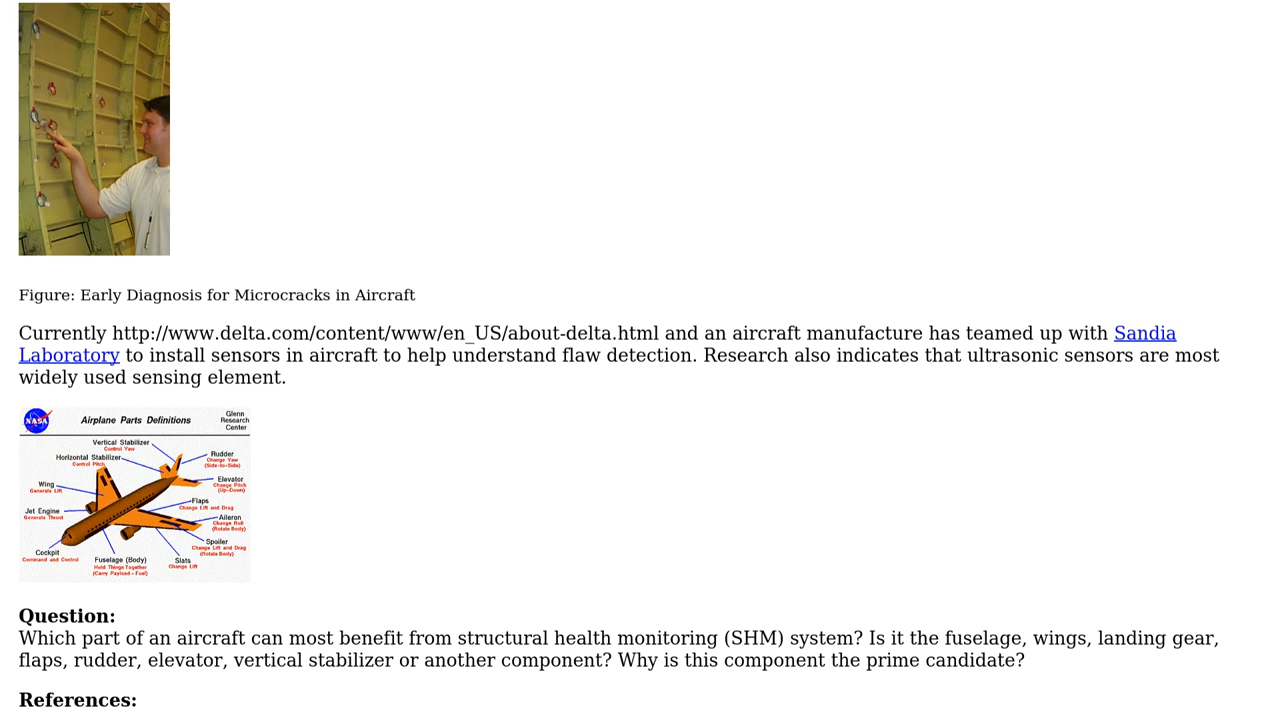 Figure: Early Diagnosis for Microcracks in Aircraft
Currently http://www.delta.com/content/www/en_US/about-delta.html and an aircraft manufacture has teamed up with Sandia
Laboratory to install sensors in aircraft to help understand flaw detection. Research also indicates that ultrasonic sensors are most
widely used sensing element.
NASA
Airplane Parts Definitions
Glenn
Research
Center
Vertical Stabilizer
Control Yaw
Horizontal Stabilizer
Control Pitch
Rudder
Change Yaw
(Side-to-Side)
Wing
Generate Lift
Elevator
Change Pitch
(Up-Down)
Flaps
Change Lift and Drag
Jet Engine
Generate Thrust
Aileron
Change Roll
(Rotate Body)
Spoiler
Change Lift and Drag
(Rotate Body)
Cockpit
Command and Control
Fuselage (Body)
Hold Things Together
(Carry Payload - Fuel)
Slats
Change Lift
Question:
Which part of an aircraft can most benefit from structural health monitoring (SHM) system? Is it the fuselage, wings, landing gear,
flaps, rudder, elevator, vertical stabilizer or another component? Why is this component the prime candidate?
References: